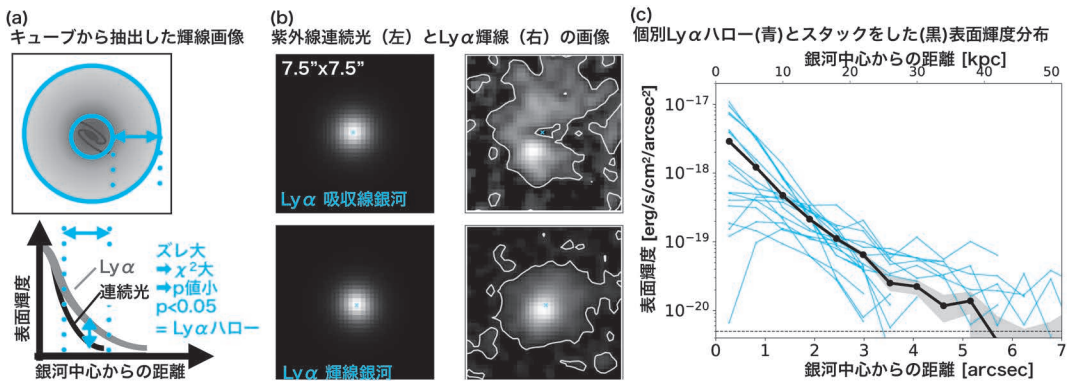 (a)
キューブから抽出した輝線画像
Lyα
連続光
ズレ大
➡χ²大
➡p値小
p<0.05
= Lyαハロー
表面輝度
銀河中心からの距離
(b)
紫外線連続光（左）とLyα輝線（右）の画像
7.5”x7.5”
Lyα 吸収線銀河
Lyα 輝線銀河
(c)
個別Lyαハロー(青)とスタックをした(黒)表面輝度分布
銀河中心からの距離 [kpc]
0 10 20 30 40 50
10⁻¹⁷
10⁻¹⁸
10⁻¹⁹
10⁻²⁰
表面輝度 [erg/s/cm²/arcsec²]
0 1 2 3 4 5 6 7
銀河中心からの距離 [arcsec]